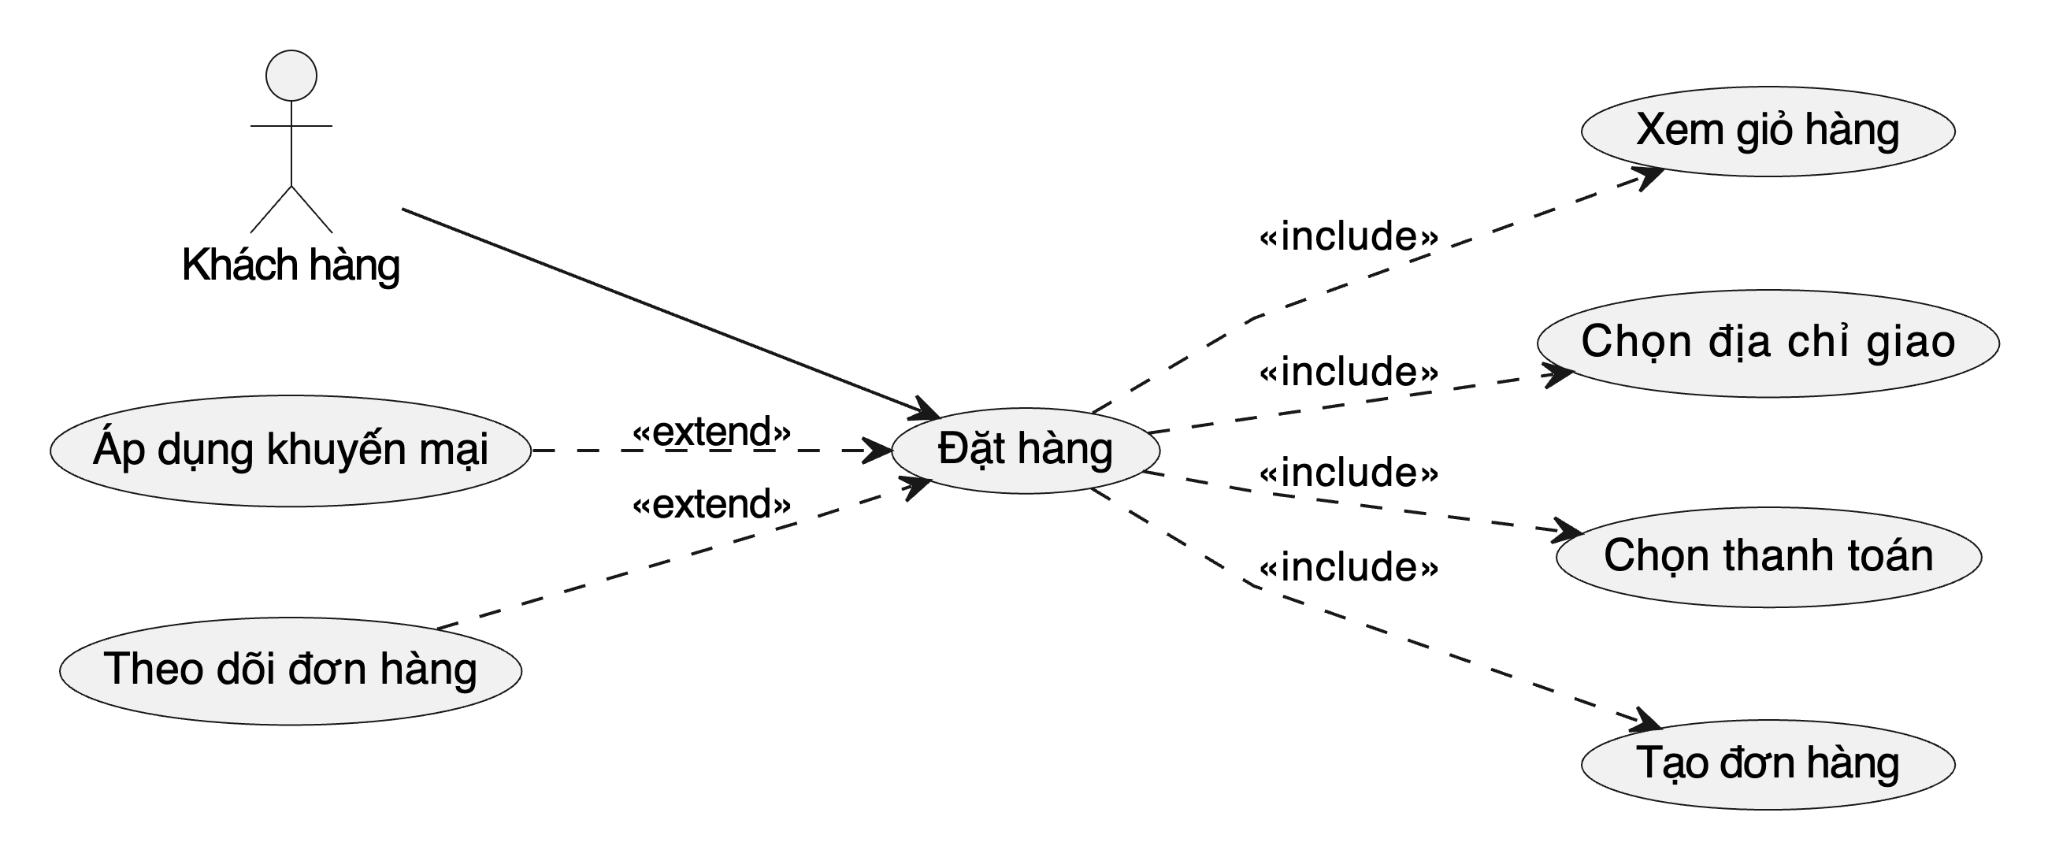 Khách hàng
Áp dụng khuyến mại
Theo dõi đơn hàng
«extend»
«extend»
Đặt hàng
«include»
«include»
«include»
«include»
Xem giỏ hàng
Chọn địa chỉ giao
Chọn thanh toán
Tạo đơn hàng